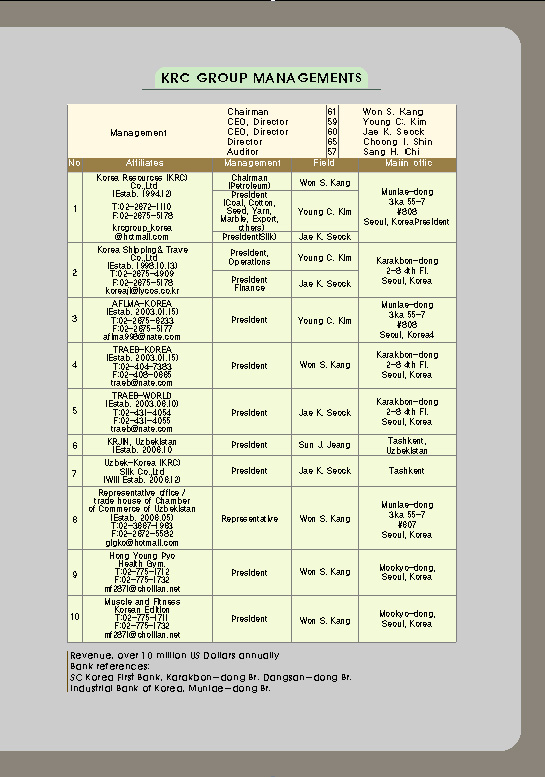 KRC GROUP MANAGEMENTS
Management
Chairman 61 Won S. Kang
CEO, Director 59 Young C. Kim
CEO, Director 60 Jae K. Seock
Director 65 Choong I. Shin
Auditor 57 Sang H. Chi
No Affiliates Management Field Maiin offic
1
Korea Resources (KRC)
Co.,Ltd
(Estab. 1994.12)
T:02-2672-1110
F:02-2675-5178
krcgroup_korea
@hotmail.com
Chairman
(Petroleum)
Won S. Kang
President
(Coal, Cotton,
Seed, Yarn,
Marble, Export,
others)
Young C. Kim
President(Silk)
Jae K. Seock
Munlae-dong
3ka 55-7
#808
Seoul, KoreaPresident
2
Korea Shipping& Trave
Co.,Ltd
(Estab. 1998.10.13)
T:02-2675-4909
F:02-2675-5178
koreaji@lycos.co.kr
President,
Operations
Young C. Kim
President
Finance
Jae K. Seock
Karakbon-dong
2-8 4th Fl.
Seoul, Korea
3
AFLMA-KOREA
(Estab. 2003.01.15)
T:02-2675-8233
F:02-2675-5177
aflma998@nate.com
President
Young C. Kim
Munlae-dong
3ka 55-7
#808
Seoul, Korea4
4
TRAEB-KOREA
(Estab. 2003.01.15)
T:02-404-7383
F:02-408-0665
traeb@nate.com
President
Won S. Kang
Karakbon-dong
2-8 4th Fl.
Seoul, Korea
5
TRAEB-WORLD
(Estab. 2003.06.10)
T:02-431-4054
F:02-431-4055
traeb@nate.com
President
Jae K. Seock
Karakbon-dong
2-8 4th Fl.
Seoul, Korea
6
KRJIN, Uzbekistan
(Estab. 2006.10
President
Sun J. Jeang
Tashkent,
Uzbekistan
7
Uzbek-Korea (KRC)
Silk Co.,Ltd
(Will Estab. 2006.12)
President
Jae K. Seock
Tashkent
8
Representative office /
trade house of Chamber
of Commerce of Uzbekistan
(Estab. 2006.05)
T:02-3667-1963
F:02-2672-5582
glgko@hotmail.com
Representative
Won S. Kang
Munlae-dong
3ka 55-7
#807
Seoul, Korea
9
Hong Young Pyo
Health Gym.
T:02-775-1712
F:02-775-1732
mf2871@chollian.net
President
Won S. Kang
Mookyo-dong,
Seoul, Korea
10
Muscle and Fitness
Korean Edition
T:02-775-1711
F:02-775-1732
mf2871@chollian.net
President
Won S. Kang
Mookyo-dong,
Seoul, Korea
Revenue, over 10 million US Dollars annually
Bank references:
SC Korea First Bank, Karakbon-dong Br. Dangsan-dong Br.
Industrial Bank of Korea, Munlae-dong Br.